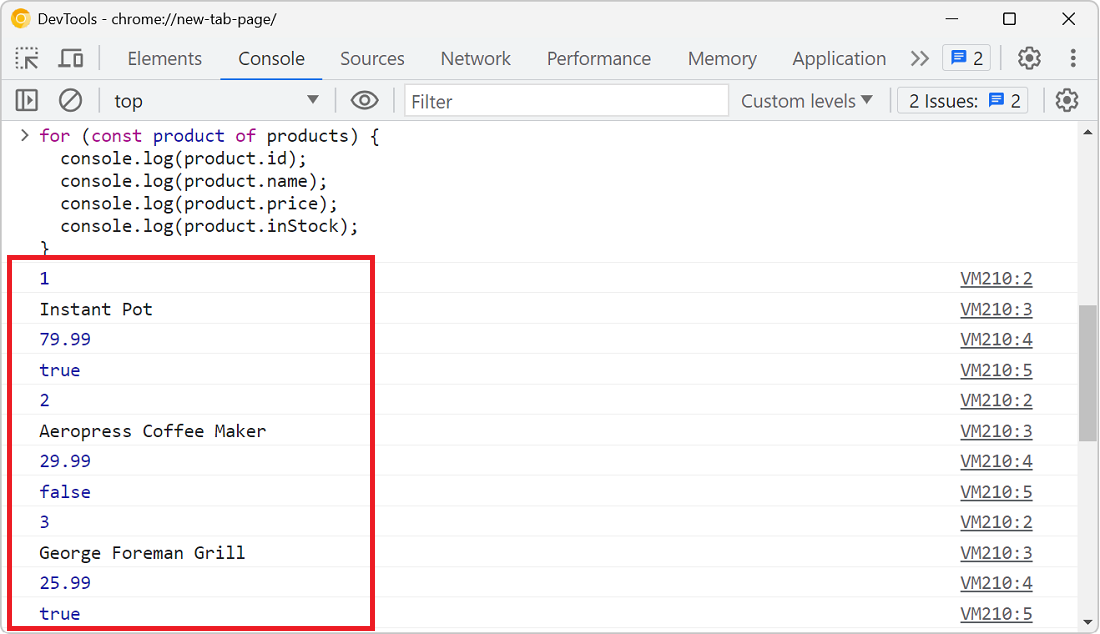 DevTools - chrome://new-tab-page/
Elements Console Sources Network Performance Memory Application 2
top Filter Custom levels 2 Issues: 2
for (const product of products) {
  console.log(product.id);
  console.log(product.name);
  console.log(product.price);
  console.log(product.inStock);
}
1 VM210:2
Instant Pot VM210:3
79.99 VM210:4
true VM210:5
2 VM210:2
Aeropress Coffee Maker VM210:3
29.99 VM210:4
false VM210:5
3 VM210:2
George Foreman Grill VM210:3
25.99 VM210:4
true VM210:5